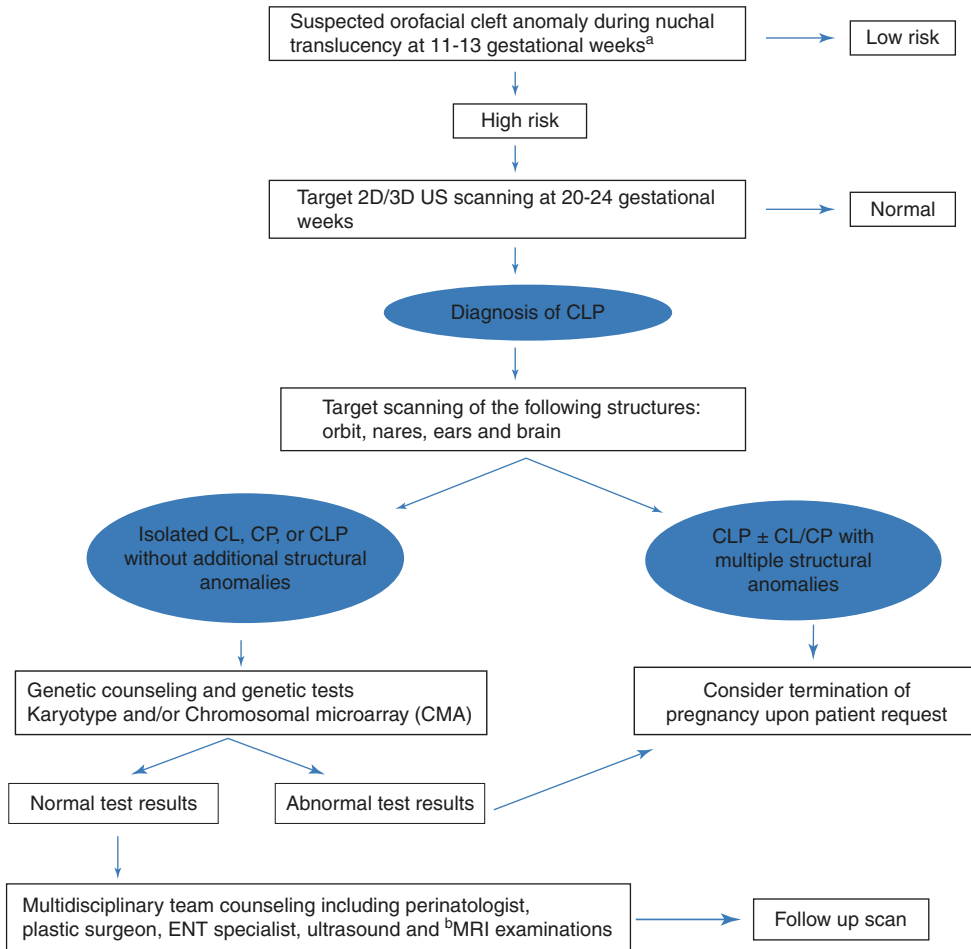 Suspected orofacial cleft anomaly during nuchal
translucency at 11-13 gestational weeksᵃ
Low risk
High risk
Target 2D/3D US scanning at 20-24 gestational
weeks
Normal
Diagnosis of CLP
Target scanning of the following structures:
orbit, nares, ears and brain
Isolated CL, CP, or CLP
without additional structural
anomalies
CLP ± CL/CP with
multiple structural
anomalies
Genetic counseling and genetic tests
Karyotype and/or Chromosomal microarray (CMA)
Consider termination of
pregnancy upon patient request
Normal test results
Abnormal test results
Multidisciplinary team counseling including perinatologist,
plastic surgeon, ENT specialist, ultrasound and ᵇMRI examinations
Follow up scan